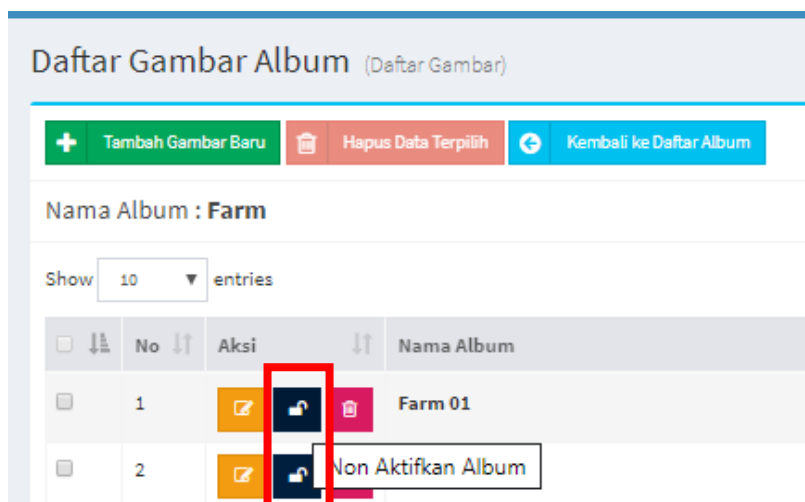 Daftar Gambar Album (Daftar Gambar)
Tambah Gambar Baru Hapus Data Terpilih Kembali ke Daftar Album
Nama Album : Farm
Show 10 entries
No Aksi Nama Album
1 Farm 01
2 Non Aktifkan Album